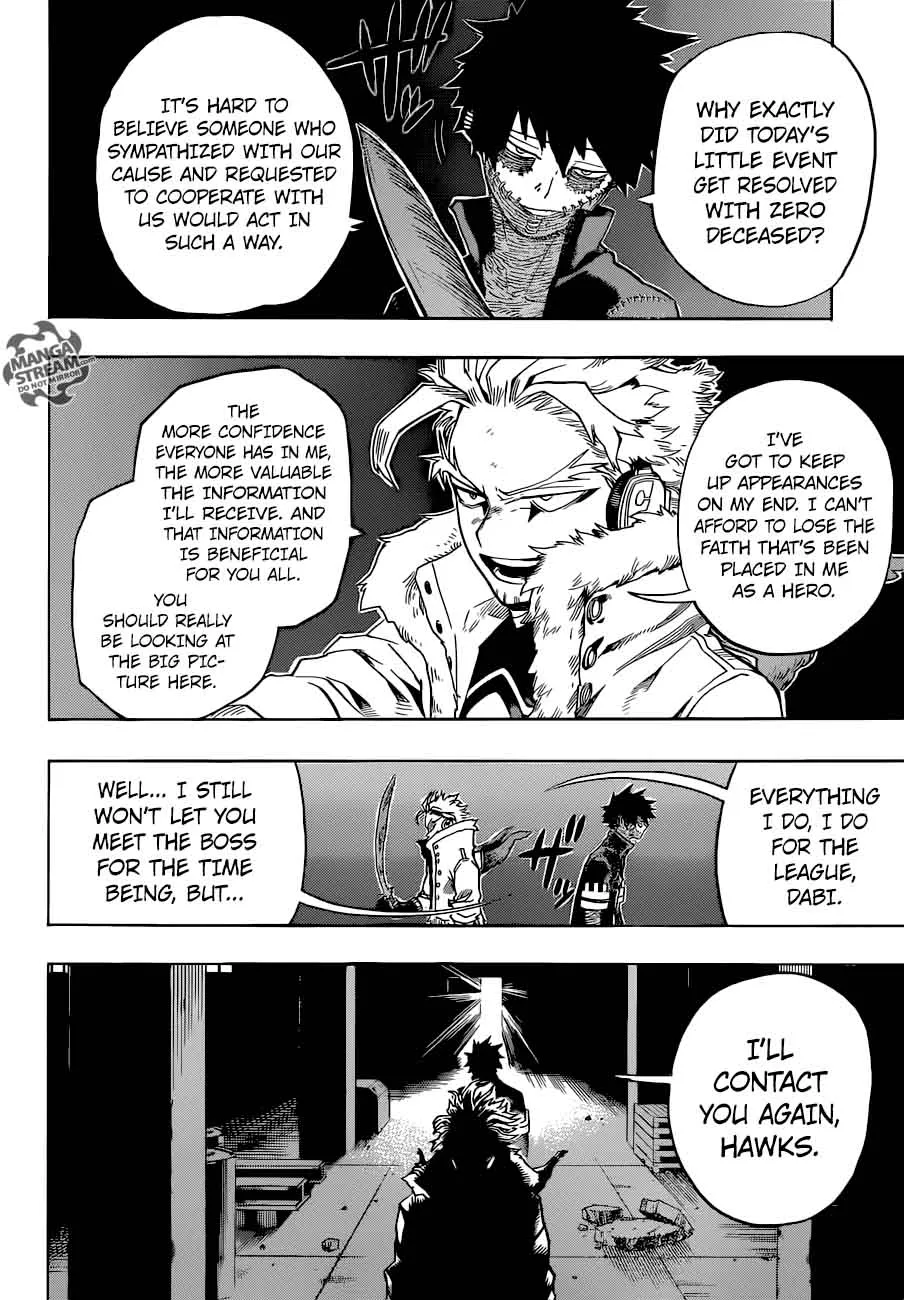 WHY EXACTLY
DID TODAY'S
LITTLE EVENT
GET RESOLVED
WITH ZERO
DECEASED?
IT'S HARD TO
BELIEVE SOMEONE WHO
SYMPATHIZED WITH OUR
CAUSE AND REQUESTED
TO COOPERATE WITH
US WOULD ACT IN
SUCH A WAY.
ザザッ
MANGA
STREAM.com
DO NOT MIRROR
I'VE
GOT TO KEEP
UP APPEARANCES
ON MY END. I CAN'T
AFFORD TO LOSE THE
FAITH THAT'S BEEN
PLACED IN ME
AS A HERO.
THE
MORE CONFIDENCE
EVERYONE HAS IN ME,
THE MORE VALUABLE
THE INFORMATION
I'LL RECEIVE. AND
THAT INFORMATION
IS BENEFICIAL
FOR YOU ALL.
YOU
SHOULD REALLY
BE LOOKING AT
THE BIG PIC-
TURE HERE.
EVERYTHING
I DO, I DO
FOR THE
LEAGUE,
DABI.
WELL... I STILL
WON'T LET YOU
MEET THE BOSS
FOR THE TIME
BEING, BUT...
ザッ
I'LL
CONTACT
YOU AGAIN,
HAWKS.